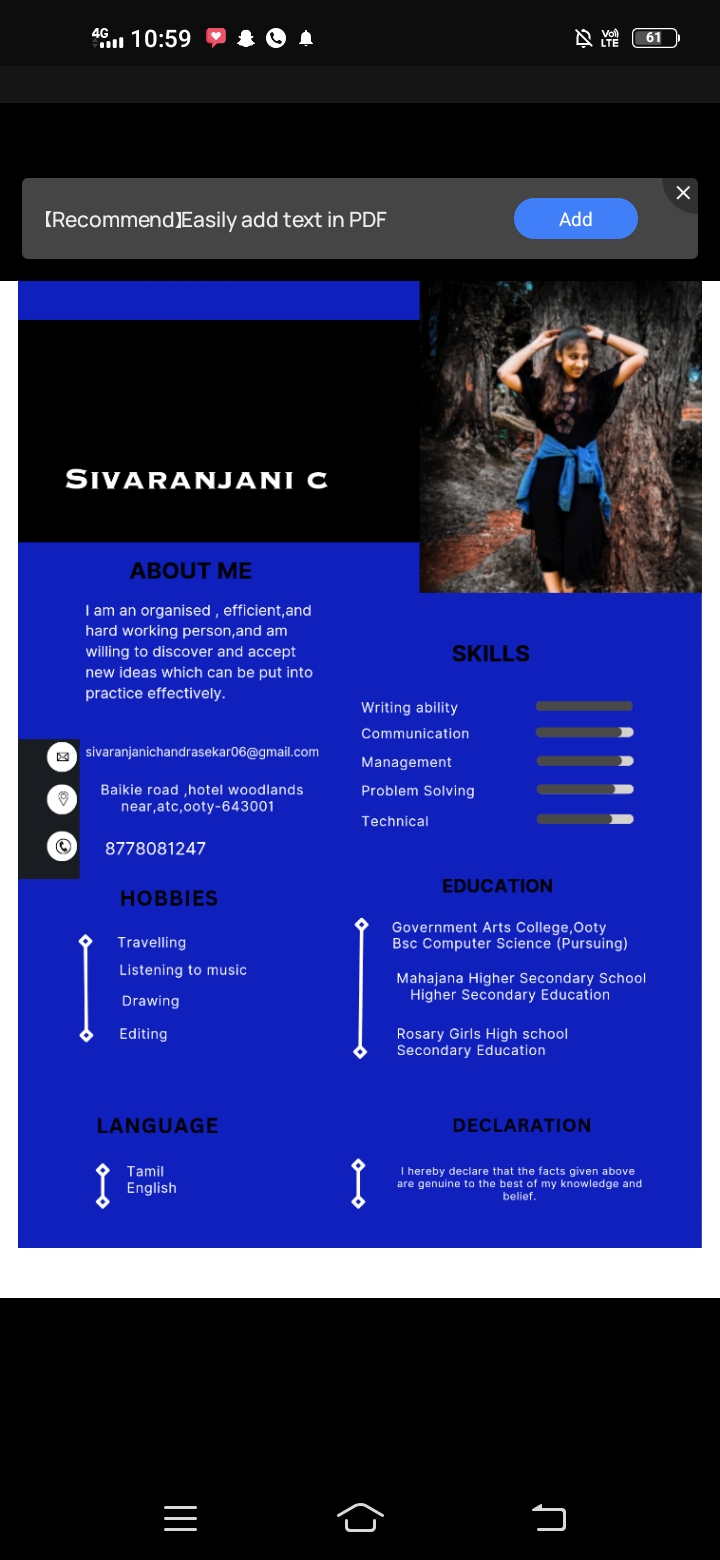 4G 10:59 Vo)) LTE 61
【Recommend】Easily add text in PDF
Add
SIVARANJANI C
ABOUT ME
I am an organised , efficient,and
hard working person,and am
willing to discover and accept
new ideas which can be put into
practice effectively.
sivaranjanichandrasekar06@gmail.com
Baikie road ,hotel woodlands
near,atc,ooty-643001
8778081247
HOBBIES
Travelling
Listening to music
Drawing
Editing
LANGUAGE
Tamil
English
SKILLS
Writing ability
Communication
Management
Problem Solving
Technical
EDUCATION
Government Arts College,Ooty
Bsc Computer Science (Pursuing)
Mahajana Higher Secondary School
Higher Secondary Education
Rosary Girls High school
Secondary Education
DECLARATION
I hereby declare that the facts given above
are genuine to the best of my knowledge and
belief.